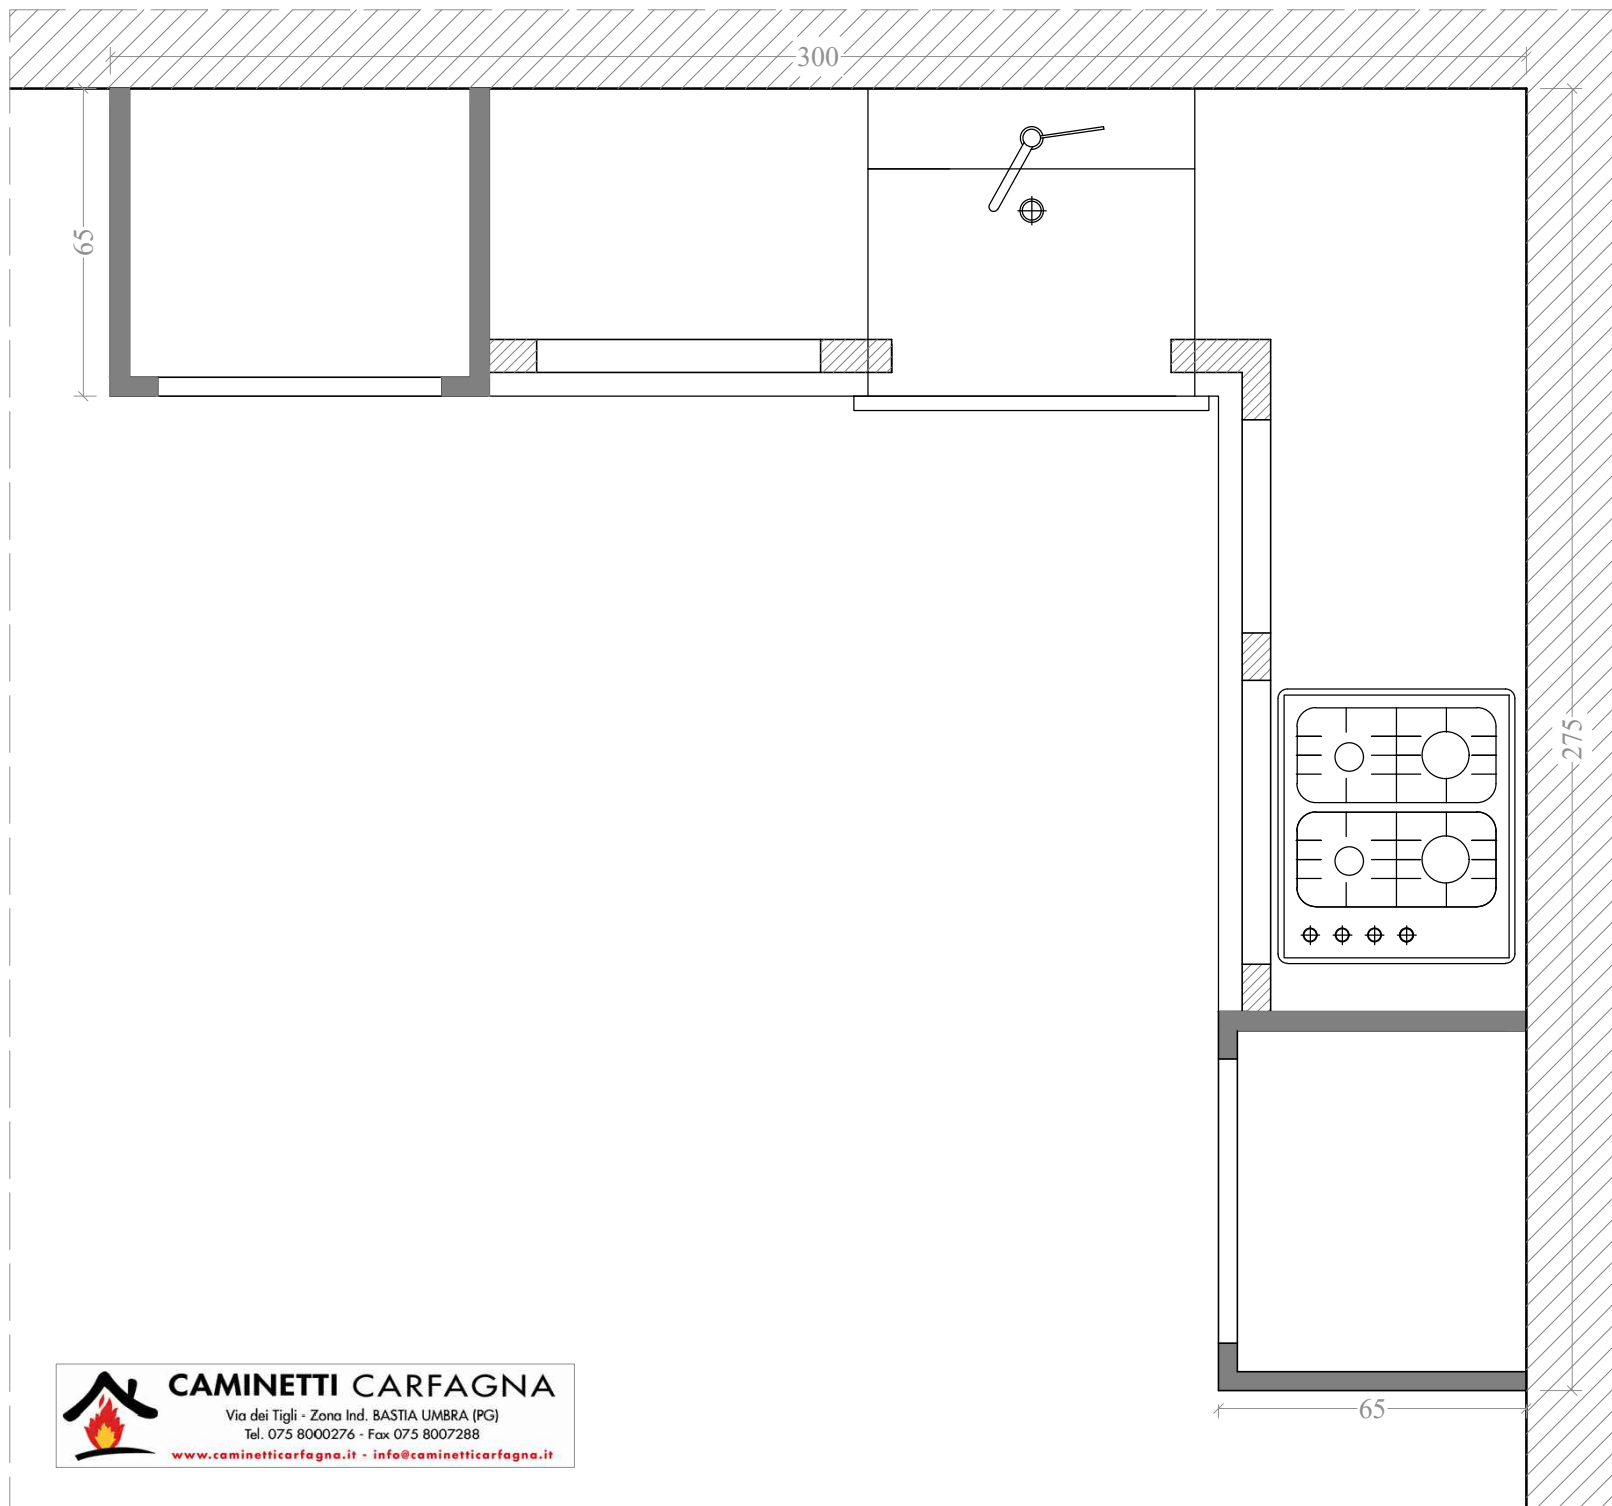 300
65
275
65
CAMINETTI CARFAGNA
Via dei Tigli - Zona Ind. BASTIA UMBRA (PG)
Tel. 075 8000276 - Fax 075 8007288
www.caminetticarfagna.it - info@caminetticarfagna.it